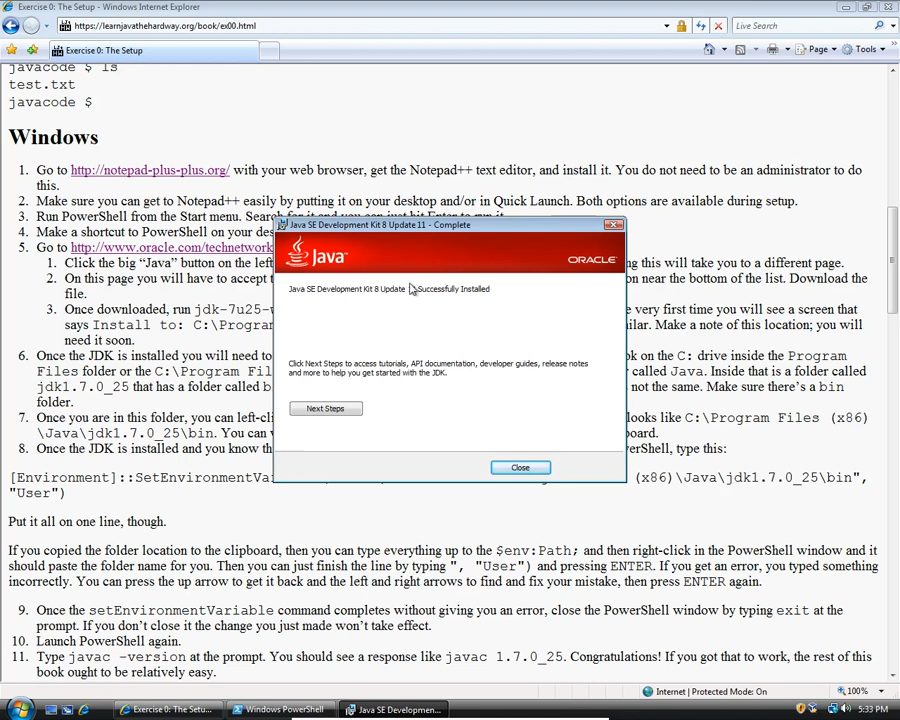 Exercise 0: The Setup - Windows Internet Explorer
https://learnjavathehardway.org/book/ex00.html
Live Search
Exercise 0: The Setup
Page
Tools
javacode $ ls
test.txt
javacode $
Windows
1. Go to http://notepad-plus-plus.org/ with your web browser, get the Notepad++ text editor, and install it. You do not need to be an administrator to do
this.
2. Make sure you can get to Notepad++ easily by putting it on your desktop and/or in Quick Launch. Both options are available during setup.
3. Run PowerShell from the Start menu. Search for it and you can just hit Enter to run it.
4. Make a shortcut to PowerShell on your des
5. Go to http://www.oracle.com/technetwork
1. Click the big “Java” button on the left
ing this will take you to a different page.
2. On this page you will have to accept t
on near the bottom of the list. Download the
file.
3. Once downloaded, run jdk-7u25-w
e very first time you will see a screen that
says Install to: C:\Program
milar. Make a note of this location; you will
need it soon.
6. Once the JDK is installed you will need to
ok on the C: drive inside the Program
Files folder or the C:\Program Fi
er called Java. Inside that is a folder called
jdk1.7.0_25 that has a folder called b
not the same. Make sure there’s a bin
folder.
7. Once you are in this folder, you can left-cli
looks like C:\Program Files (x86)
\Java\jdk1.7.0_25\bin. You can
board.
8. Once the JDK is installed and you know th
erShell, type this:
[Environment]::SetEnvironmentVar
(x86)\Java\jdk1.7.0_25\bin",
"User")
Put it all on one line, though.
If you copied the folder location to the clipboard, then you can type everything up to the $env:Path; and then right-click in the PowerShell window and it
should paste the folder name for you. Then you can just finish the line by typing ", "User") and pressing ENTER. If you get an error, you typed something
incorrectly. You can press the up arrow to get it back and the left and right arrows to find and fix your mistake, then press ENTER again.
9. Once the setEnvironmentVariable command completes without giving you an error, close the PowerShell window by typing exit at the
prompt. If you don’t close it the change you just made won’t take effect.
10. Launch PowerShell again.
11. Type javac -version at the prompt. You should see a response like javac 1.7.0_25. Congratulations! If you got that to work, the rest of this
book ought to be relatively easy.
Java SE Development Kit 8 Update 11 - Complete
Java
ORACLE
Java SE Development Kit 8 Update Successfully Installed
Click Next Steps to access tutorials, API documentation, developer guides, release notes
and more to help you get started with the JDK.
Next Steps
Close
Internet | Protected Mode: On
100%
Exercise 0: The Setu...
Windows PowerShell
Java SE Developmen...
5:33 PM